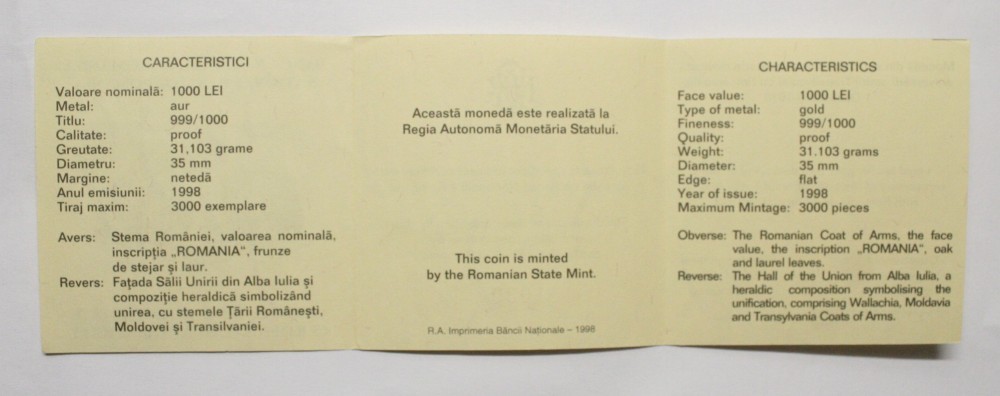 CARACTERISTICI
Valoare nominală: 1000 LEI
Metal: aur
Titlu: 999/1000
Calitate: proof
Greutate: 31,103 grame
Diametru: 35 mm
Margine: netedă
Anul emisiunii: 1998
Tiraj maxim: 3000 exemplare
Avers: Stema României, valoarea nominală,
inscripția „ROMANIA“, frunze
de stejar și laur.
Revers: Fațada Sălii Unirii din Alba Iulia și
compoziție heraldică simbolizând
unirea, cu stemele Țării Românești,
Moldovei și Transilvaniei.
Această monedă este realizată la
Regia Autonomă Monetăria Statului.
This coin is minted
by the Romanian State Mint.
R.A. Imprimeria Băncii Naționale – 1998
CHARACTERISTICS
Face value: 1000 LEI
Type of metal: gold
Fineness: 999/1000
Quality: proof
Weight: 31.103 grams
Diameter: 35 mm
Edge: flat
Year of issue: 1998
Maximum Mintage: 3000 pieces
Obverse: The Romanian Coat of Arms, the face
value, the inscription „ROMANIA“, oak
and laurel leaves.
Reverse: The Hall of the Union from Alba Iulia, a
heraldic composition symbolising the
unification, comprising Wallachia, Moldavia
and Transylvania Coats of Arms.